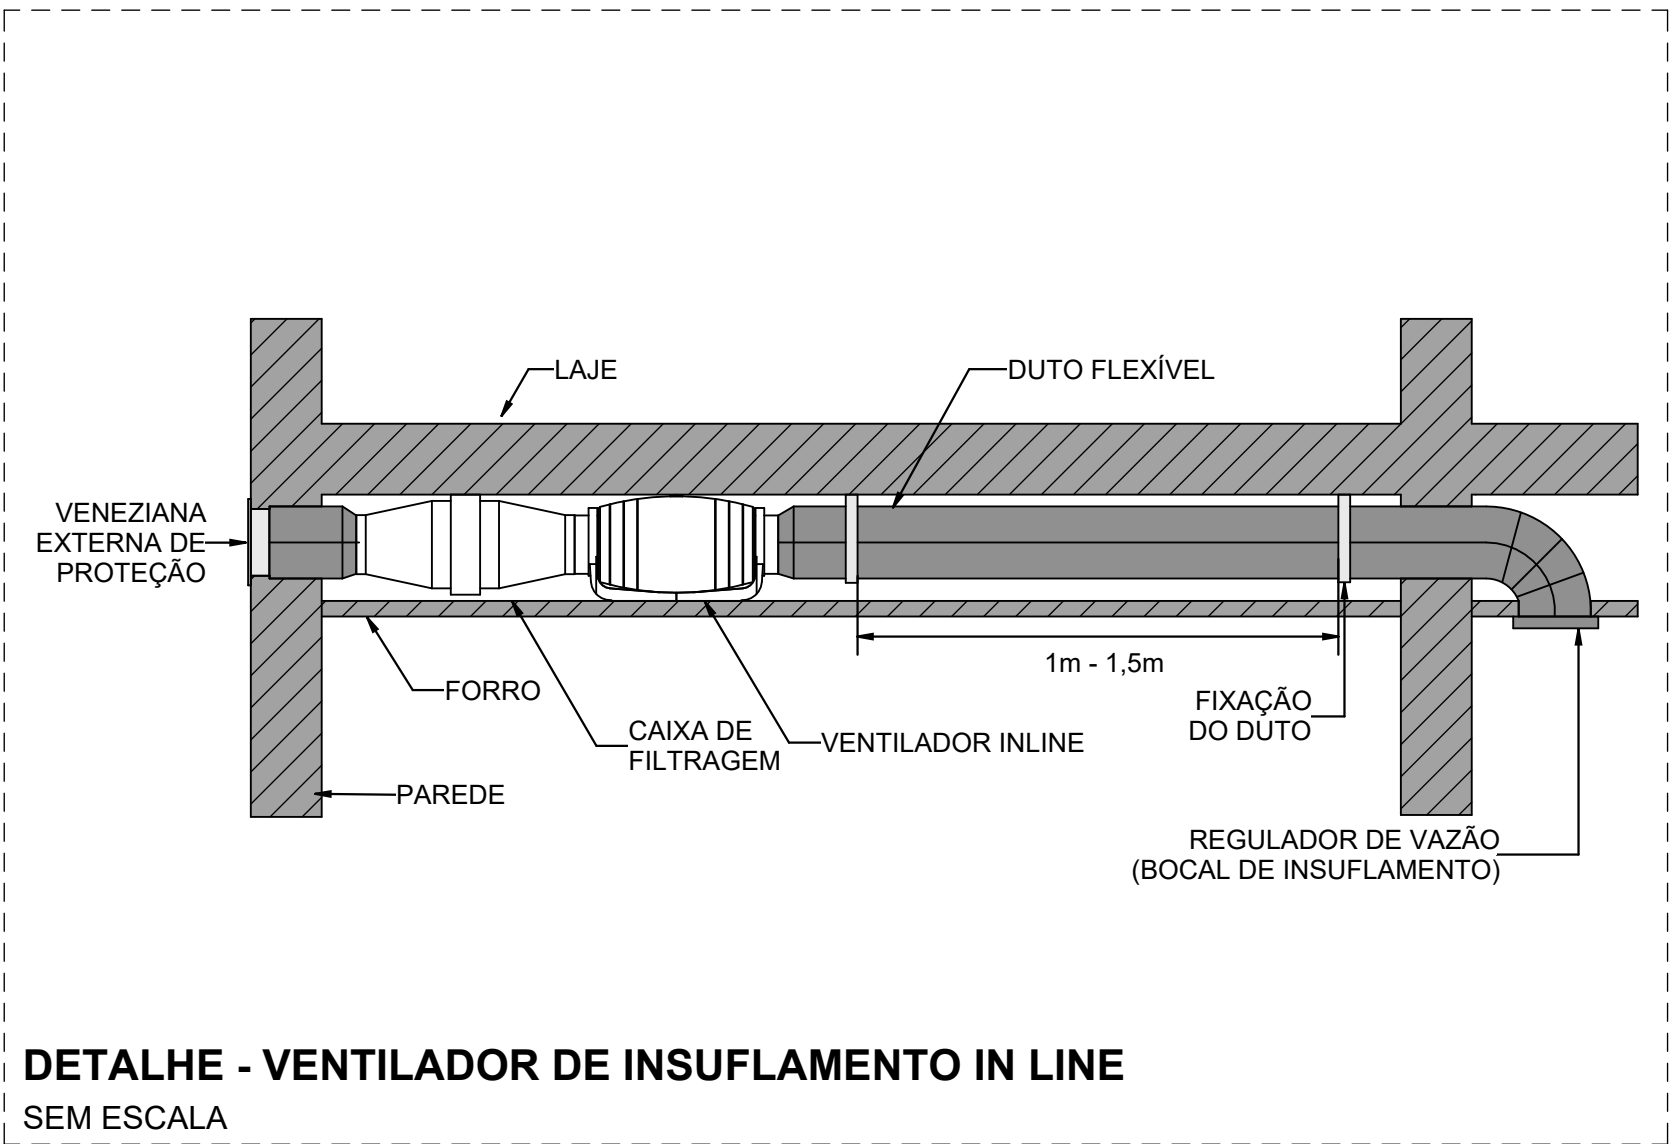 LAJE
DUTO FLEXÍVEL
VENEZIANA
EXTERNA DE
PROTEÇÃO
1m - 1,5m
FORRO
FIXAÇÃO
DO DUTO
CAIXA DE
FILTRAGEM
VENTILADOR INLINE
PAREDE
REGULADOR DE VAZÃO
(BOCAL DE INSUFLAMENTO)
DETALHE - VENTILADOR DE INSUFLAMENTO IN LINE
SEM ESCALA